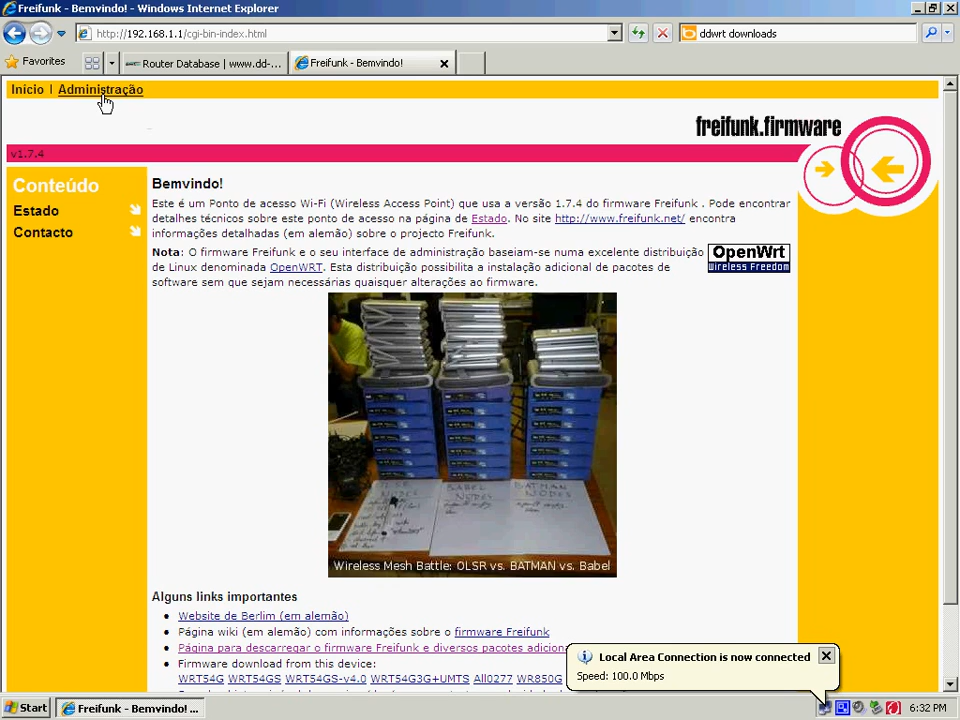 Freifunk - Bemvindo! - Windows Internet Explorer
http://192.168.1.1/cgi-bin-index.html
ddwrt downloads
Favorites
Router Database | www.dd-...
Freifunk - Bemvindo!
Início | Administração
freifunk.firmware
v1.7.4
Conteúdo
Estado
Contacto
Bemvindo!
Este é um Ponto de acesso Wi-Fi (Wireless Access Point) que usa a versão 1.7.4 do firmware Freifunk . Pode encontrar
detalhes técnicos sobre este ponto de acesso na página de Estado. No site http://www.freifunk.net/ encontra
informações detalhadas (em alemão) sobre o projecto Freifunk.
Nota: O firmware Freifunk e o seu interface de administração baseiam-se numa excelente distribuição
de Linux denominada OpenWRT. Esta distribuição possibilita a instalação adicional de pacotes de
software sem que sejam necessárias quaisquer alterações ao firmware.
OpenWrt
Wireless Freedom
OLSR NODES
BABEL NODES
BATMAN NODES
Wireless Mesh Battle: OLSR vs. BATMAN vs. Babel
Alguns links importantes
Website de Berlim (em alemão)
Página wiki (em alemão) com informações sobre o firmware Freifunk
Página para descarregar o firmware Freifunk e diversos pacotes
Firmware download from this device:
WRT54G WRT54GS WRT54GS-v4.0 WRT54G3G+UMTS All0277 WR850G
Local Area Connection is now connected
Speed: 100.0 Mbps
Start
Freifunk - Bemvindo! ...
6:32 PM